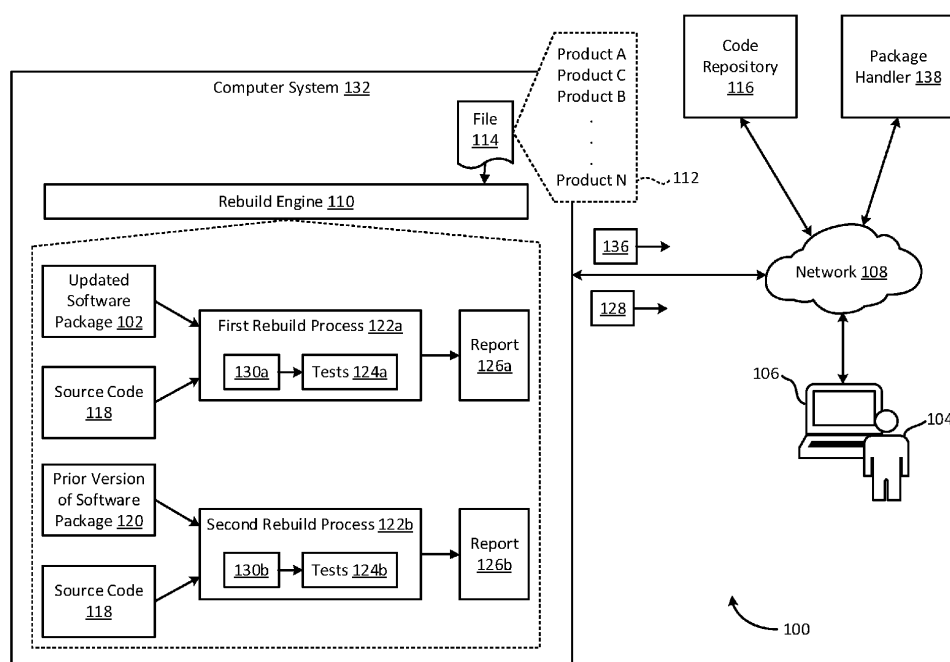 Computer System 132
File
114
Product A
Product C
Product B
.
.
.
Product N
112
Code
Repository
116
Package
Handler 138
Rebuild Engine 110
136
128
Network 108
Updated
Software
Package 102
Source Code
118
First Rebuild Process 122a
130a
Tests 124a
Report
126a
Prior Version
of Software
Package 120
Source Code
118
Second Rebuild Process 122b
130b
Tests 124b
Report
126b
106
104
100